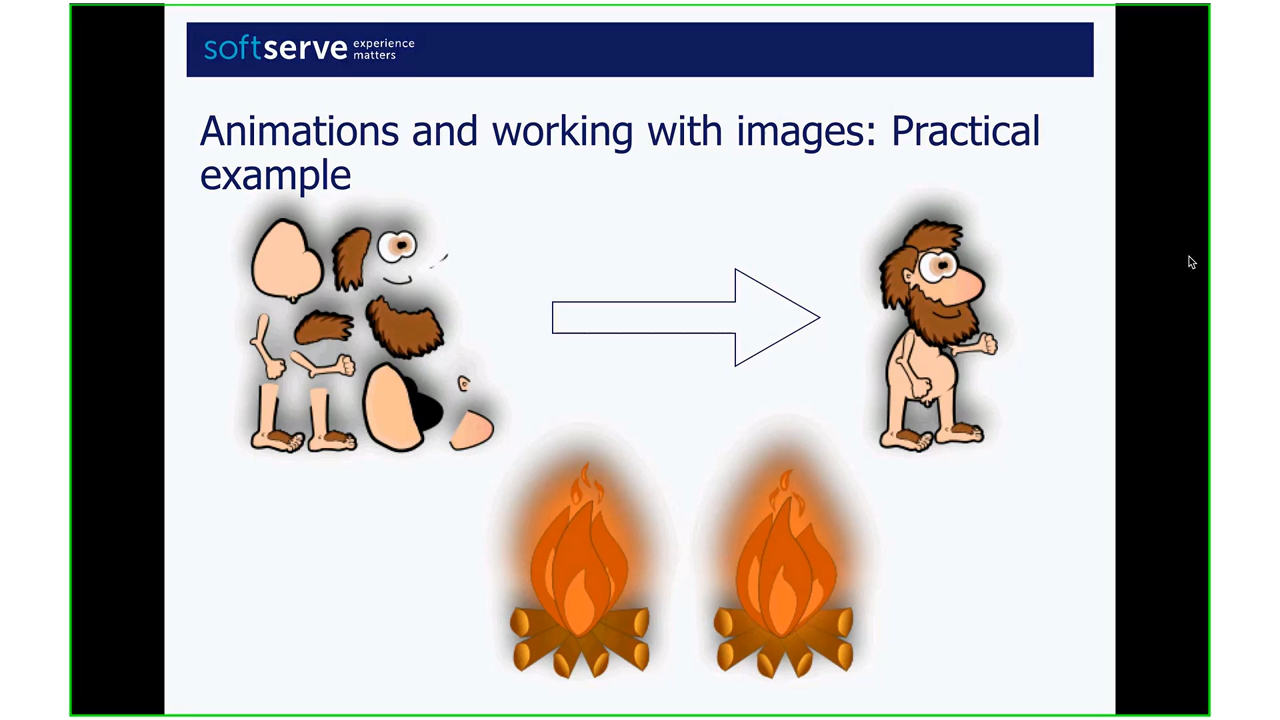 softserve experience
matters
Animations and working with images: Practical
example